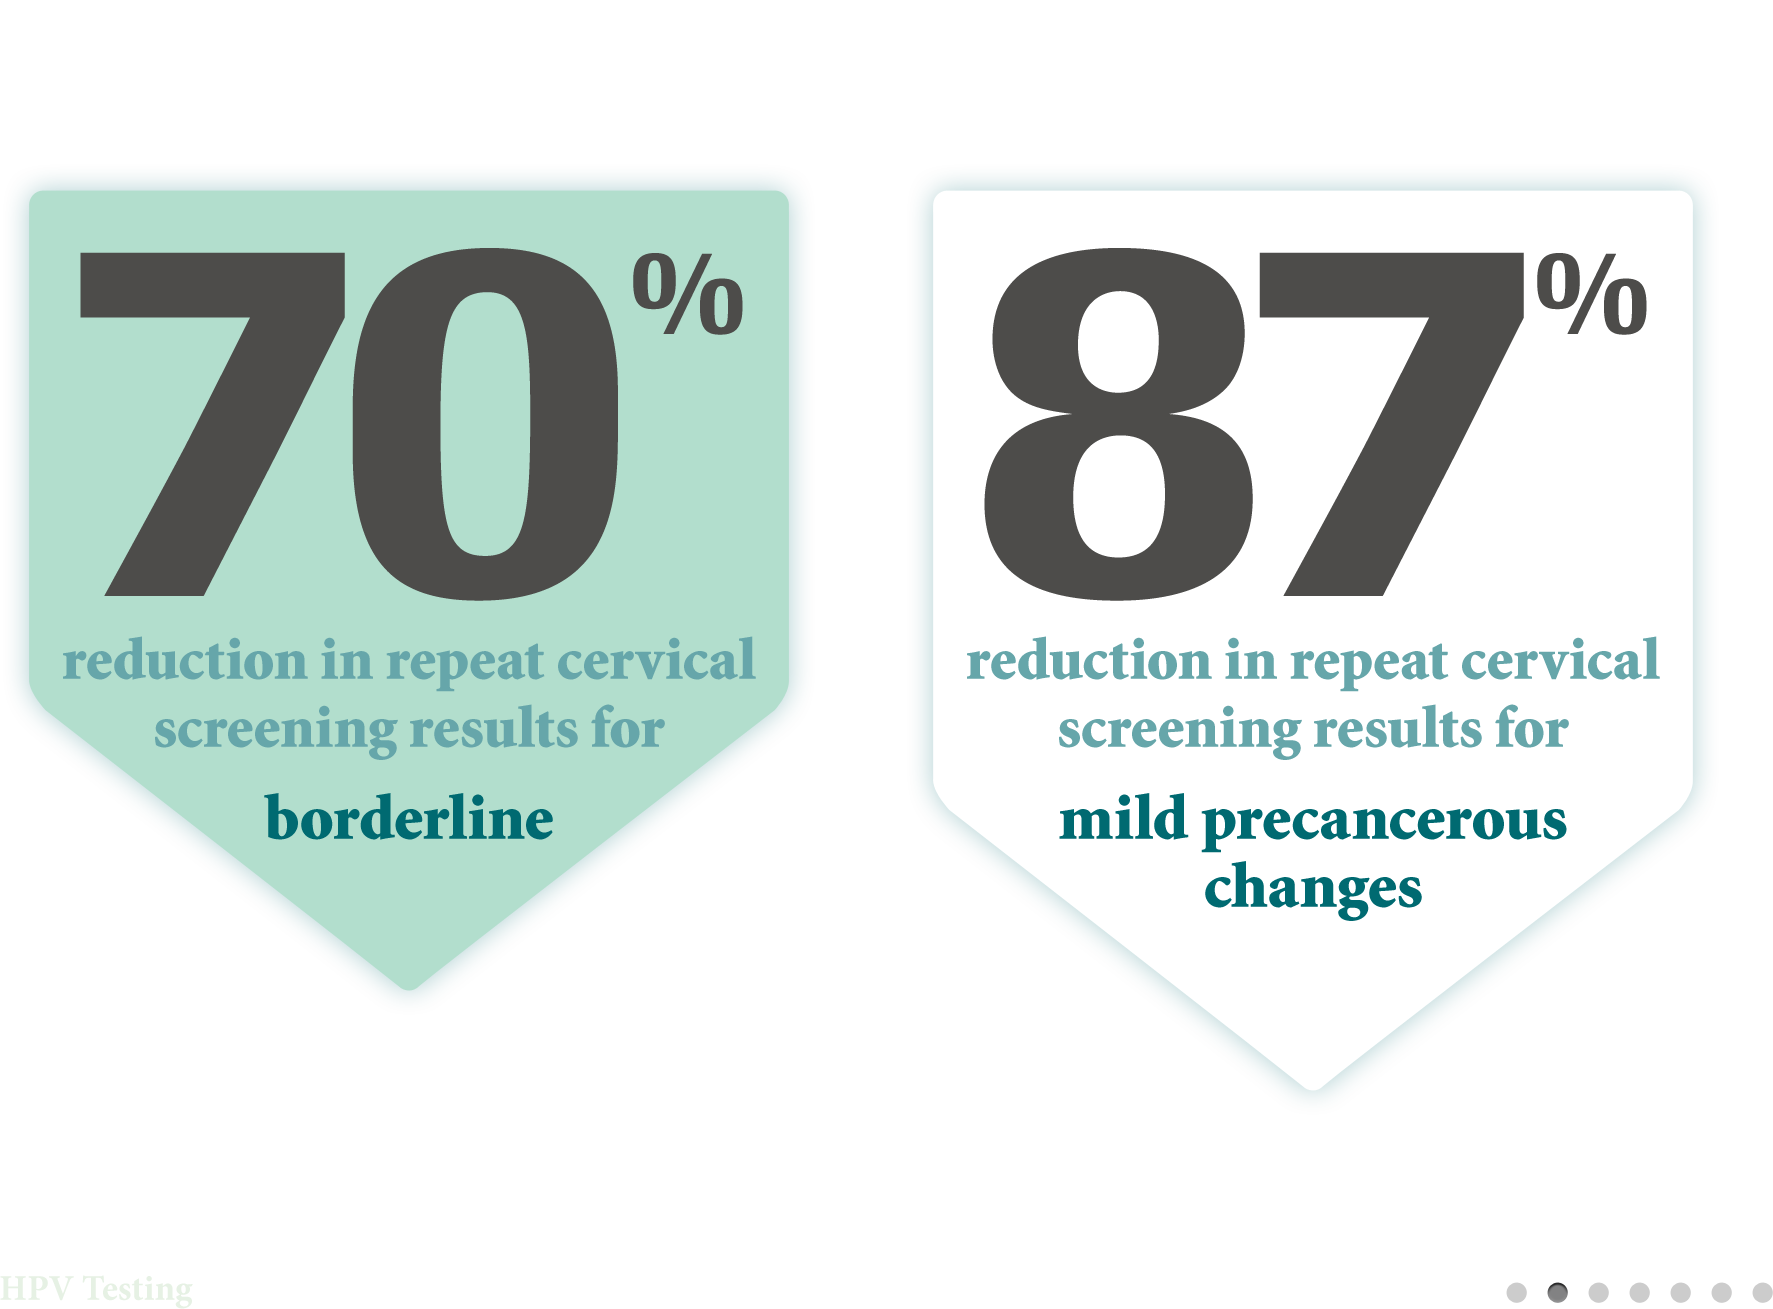 70%
reduction in repeat cervical
screening results for
borderline
87%
reduction in repeat cervical
screening results for
mild precancerous
changes
HPV Testing